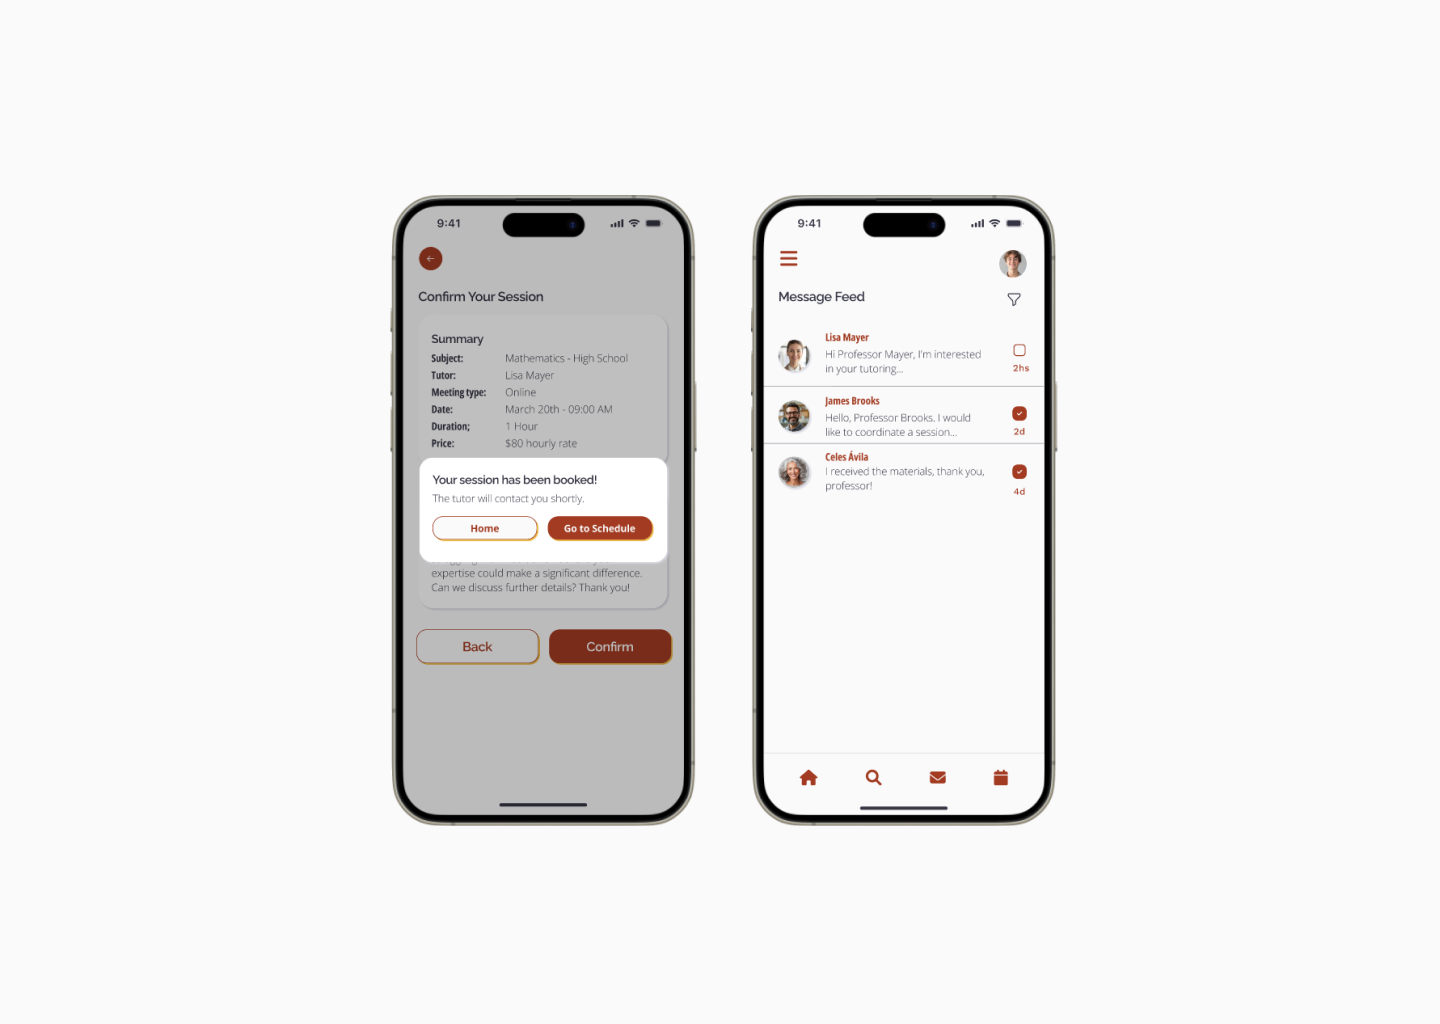 9:41
Confirm Your Session
Summary
Subject: Mathematics - High School
Tutor: Lisa Mayer
Meeting type: Online
Date: March 20th - 09:00 AM
Duration; 1 Hour
Price: $80 hourly rate
Your session has been booked!
The tutor will contact you shortly.
Home Go to Schedule
expertise could make a significant difference.
Can we discuss further details? Thank you!
Back Confirm
9:41
Message Feed
Lisa Mayer
Hi Professor Mayer, I'm interested
in your tutoring...
2hs
James Brooks
Hello, Professor Brooks. I would
like to coordinate a session...
2d
Celes Ávila
I received the materials, thank you,
professor!
4d